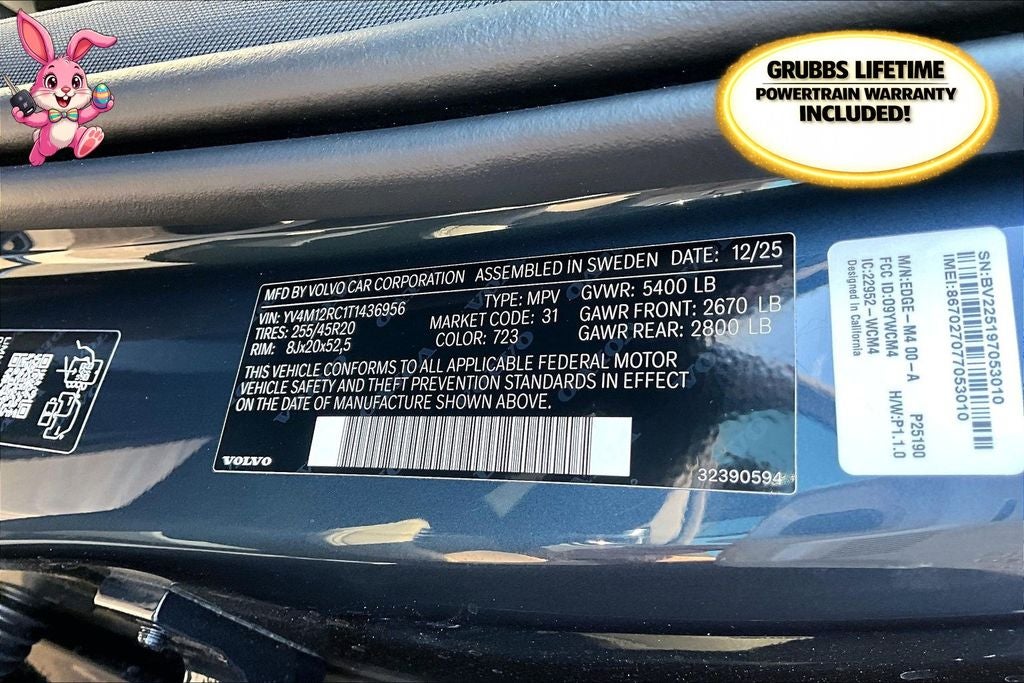 GRUBBS LIFETIME
POWERTRAIN WARRANTY
INCLUDED!
MFD BY VOLVO CAR CORPORATION ASSEMBLED IN SWEDEN DATE: 12/25
VIN: YV4M12RC1T1436956 TYPE: MPV GVWR: 5400 LB
TIRES: 255/45R20 MARKET CODE: 31 GAWR FRONT: 2670 LB
RIM: 8Jx20x52,5 COLOR: 723 GAWR REAR: 2800 LB
THIS VEHICLE CONFORMS TO ALL APPLICABLE FEDERAL MOTOR
VEHICLE SAFETY AND THEFT PREVENTION STANDARDS IN EFFECT
ON THE DATE OF MANUFACTURE SHOWN ABOVE.
VOLVO
32390594
SN:BV225197053010
IMEI:867027077053010
M/N:EDGE-M4 00-A P25190
FCC ID:O9YWCM4 H/W:P1.1.0
IC:22952-WCM4
Designed in California